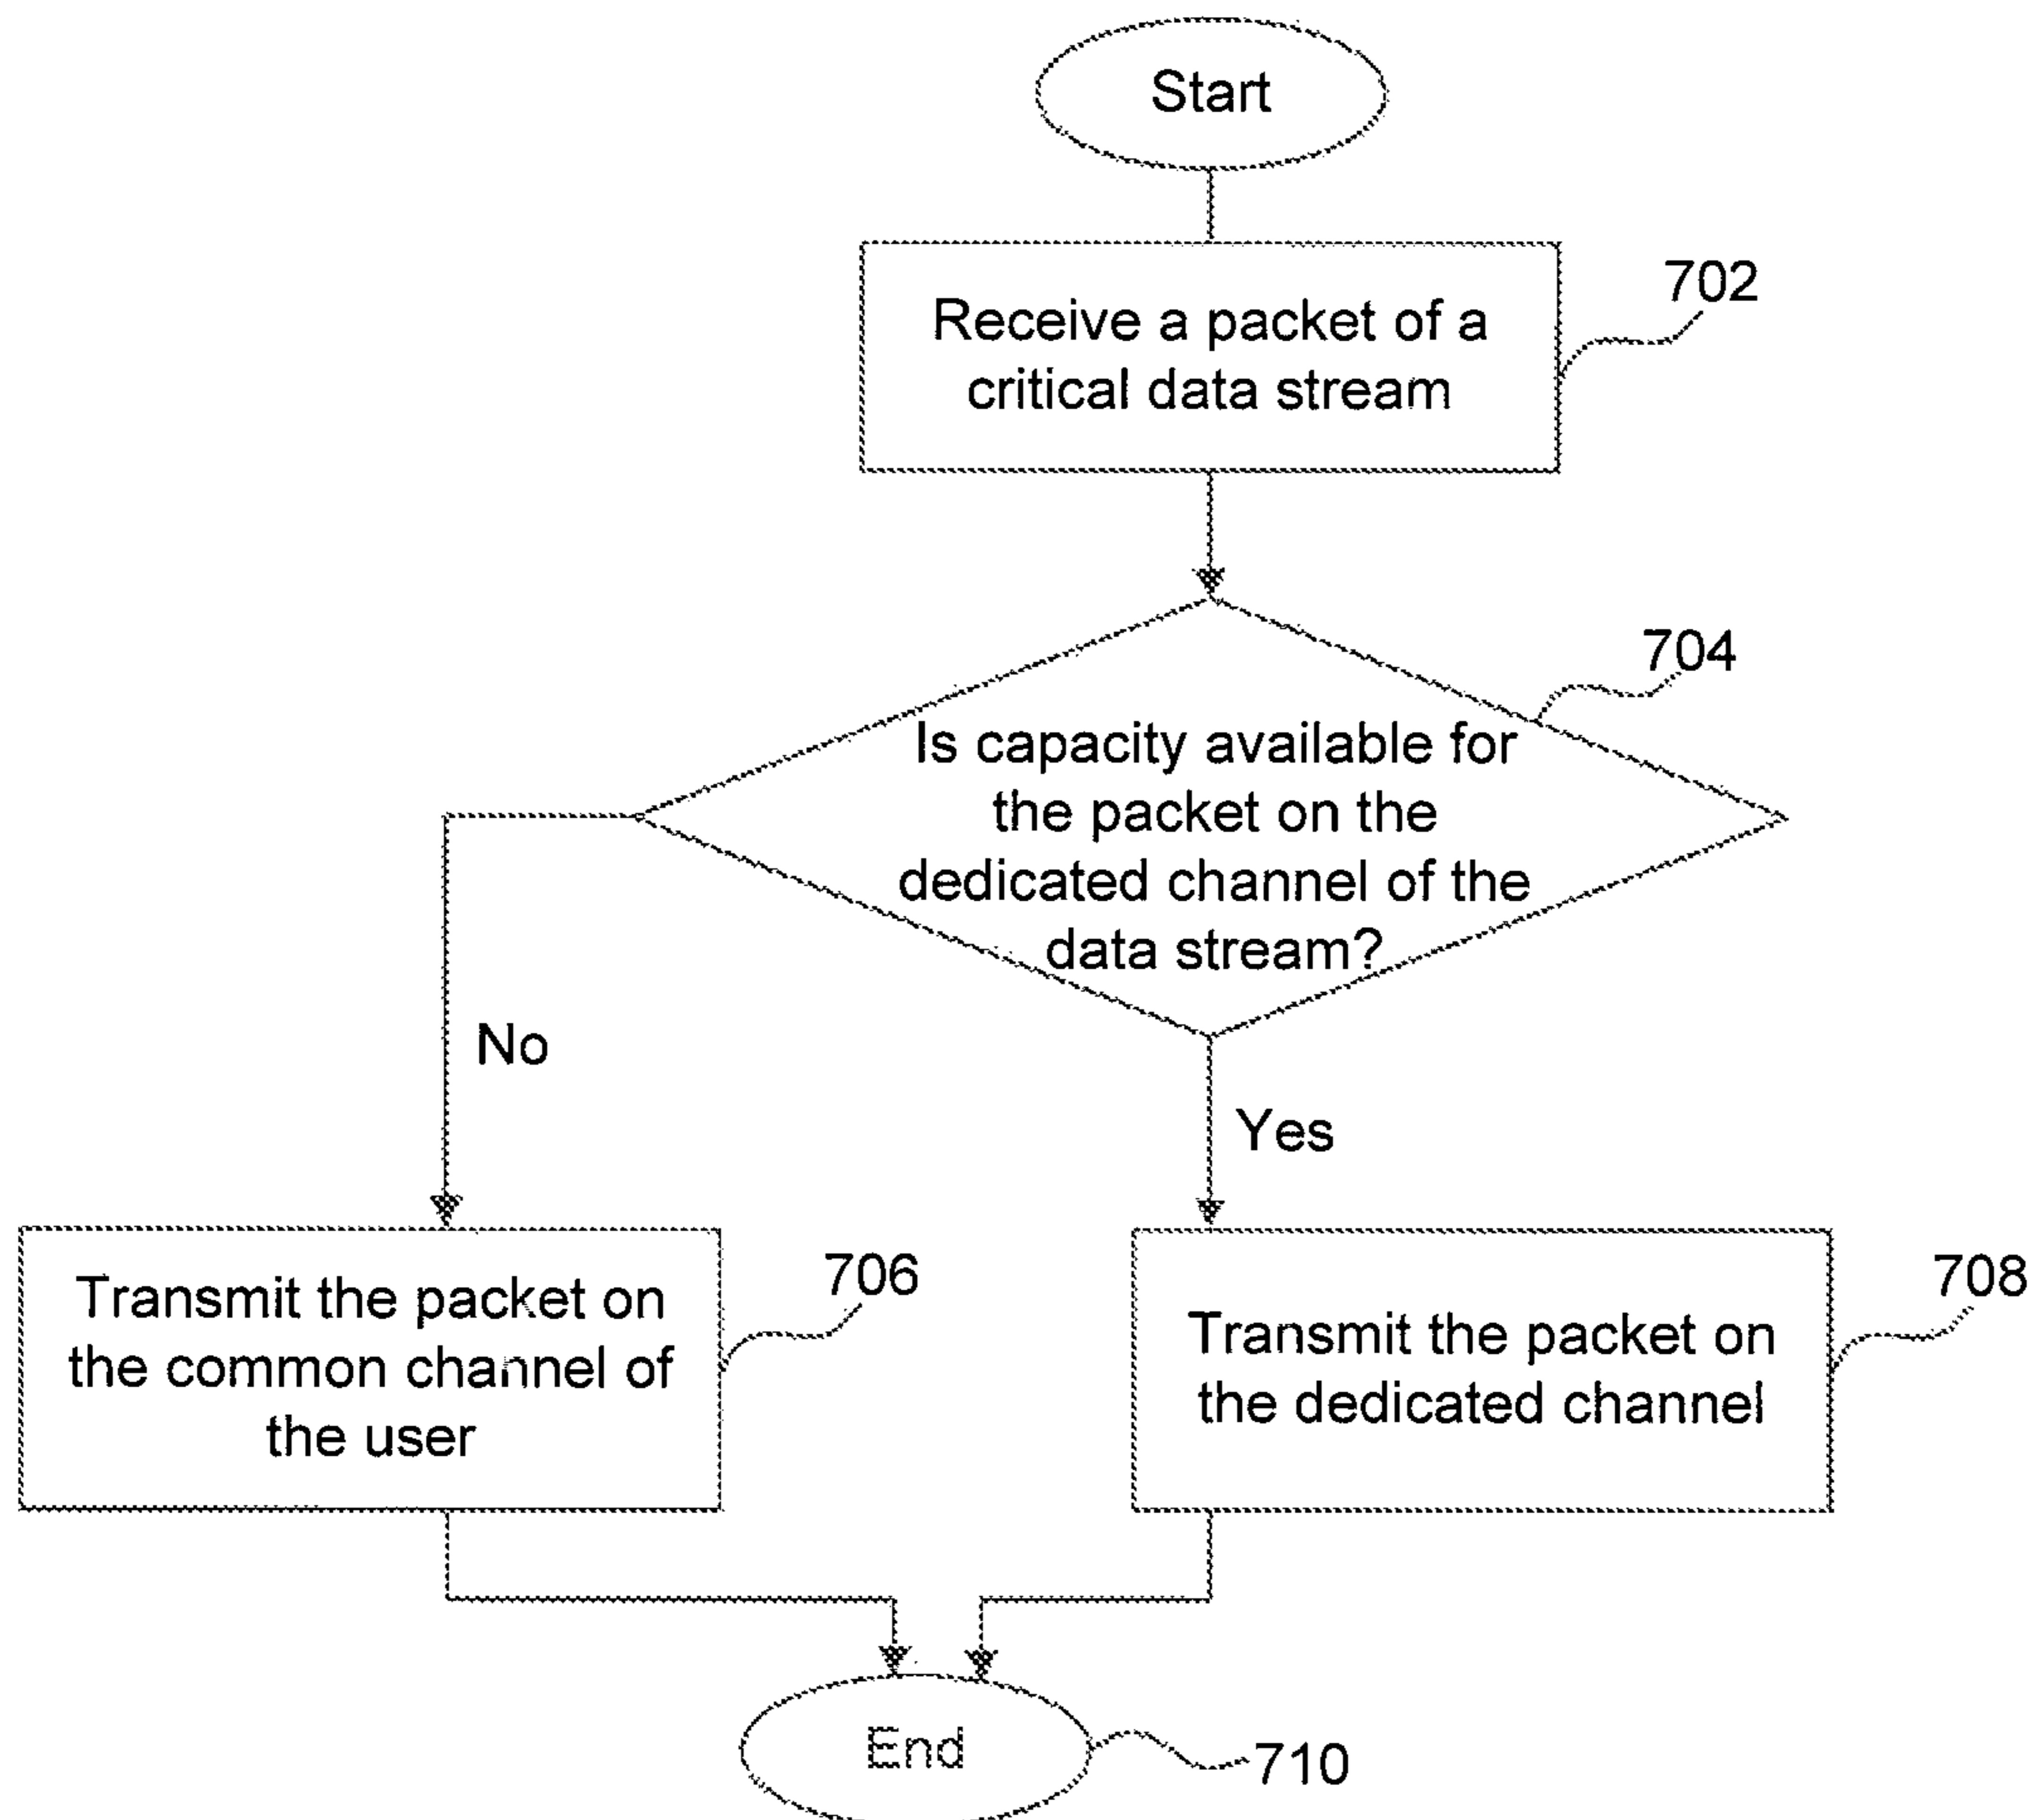 Start
Receive a packet of a
critical data stream
702
Is capacity available for
the packet on the
dedicated channel of the
data stream?
704
No
Yes
Transmit the packet on
the common channel of
the user
706
Transmit the packet on
the dedicated channel
708
End
710